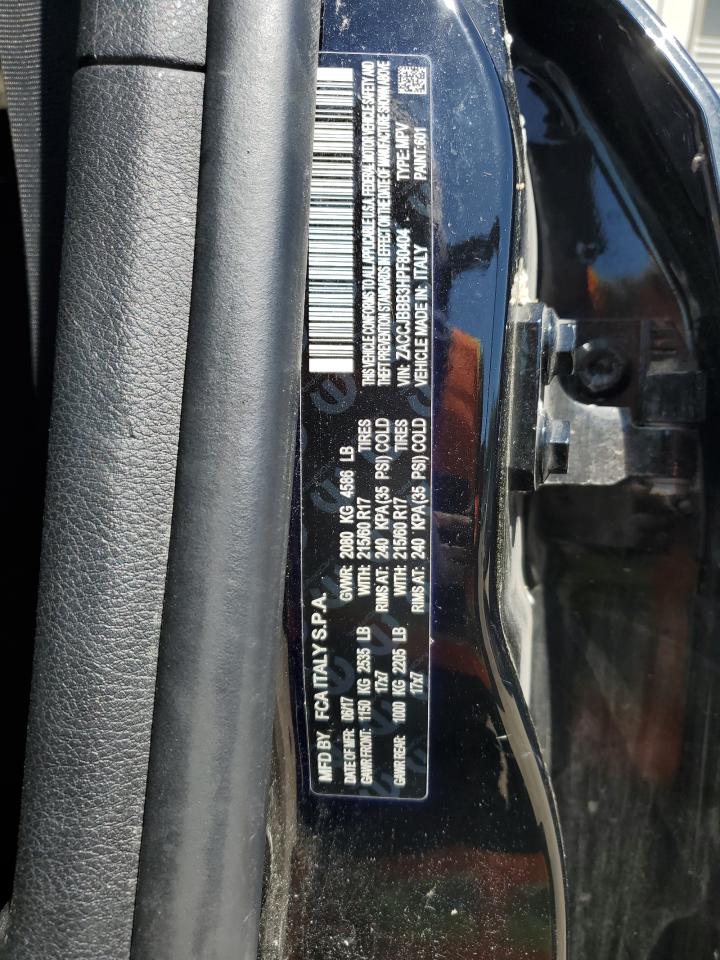 MFD BY FCA ITALY S.P.A.
DATE OF MFR: 06/17 GVWR: 2080 KG 4586 LB
GAWR FRONT: 1150 KG 2535 LB WITH: 215/60 R17 TIRES
17x7 RIMS AT: 240 KPA(35 PSI) COLD
GAWR REAR: 1000 KG 2205 LB WITH: 215/60 R17 TIRES
17x7 RIMS AT: 240 KPA(35 PSI) COLD
THIS VEHICLE CONFORMS TO ALL APPLICABLE U.S.A. FEDERAL MOTOR VEHICLE SAFETY AND
THEFT PREVENTION STANDARDS IN EFFECT ON THE DATE OF MANUFACTURE SHOWN ABOVE
VIN: ZACCJBBB3HPF80404 TYPE: MPV
VEHICLE MADE IN: ITALY PAINT: 601